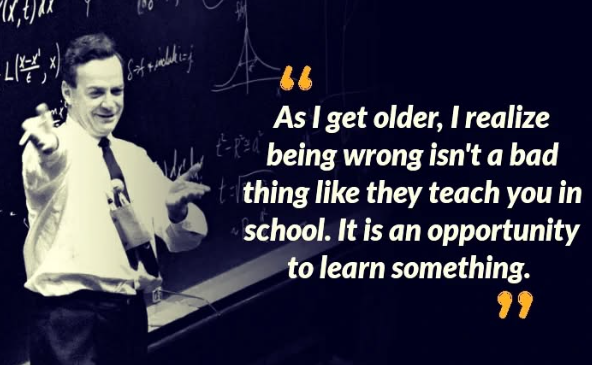 “
As I get older, I realize
being wrong isn't a bad
thing like they teach you in
school. It is an opportunity
to learn something.
”